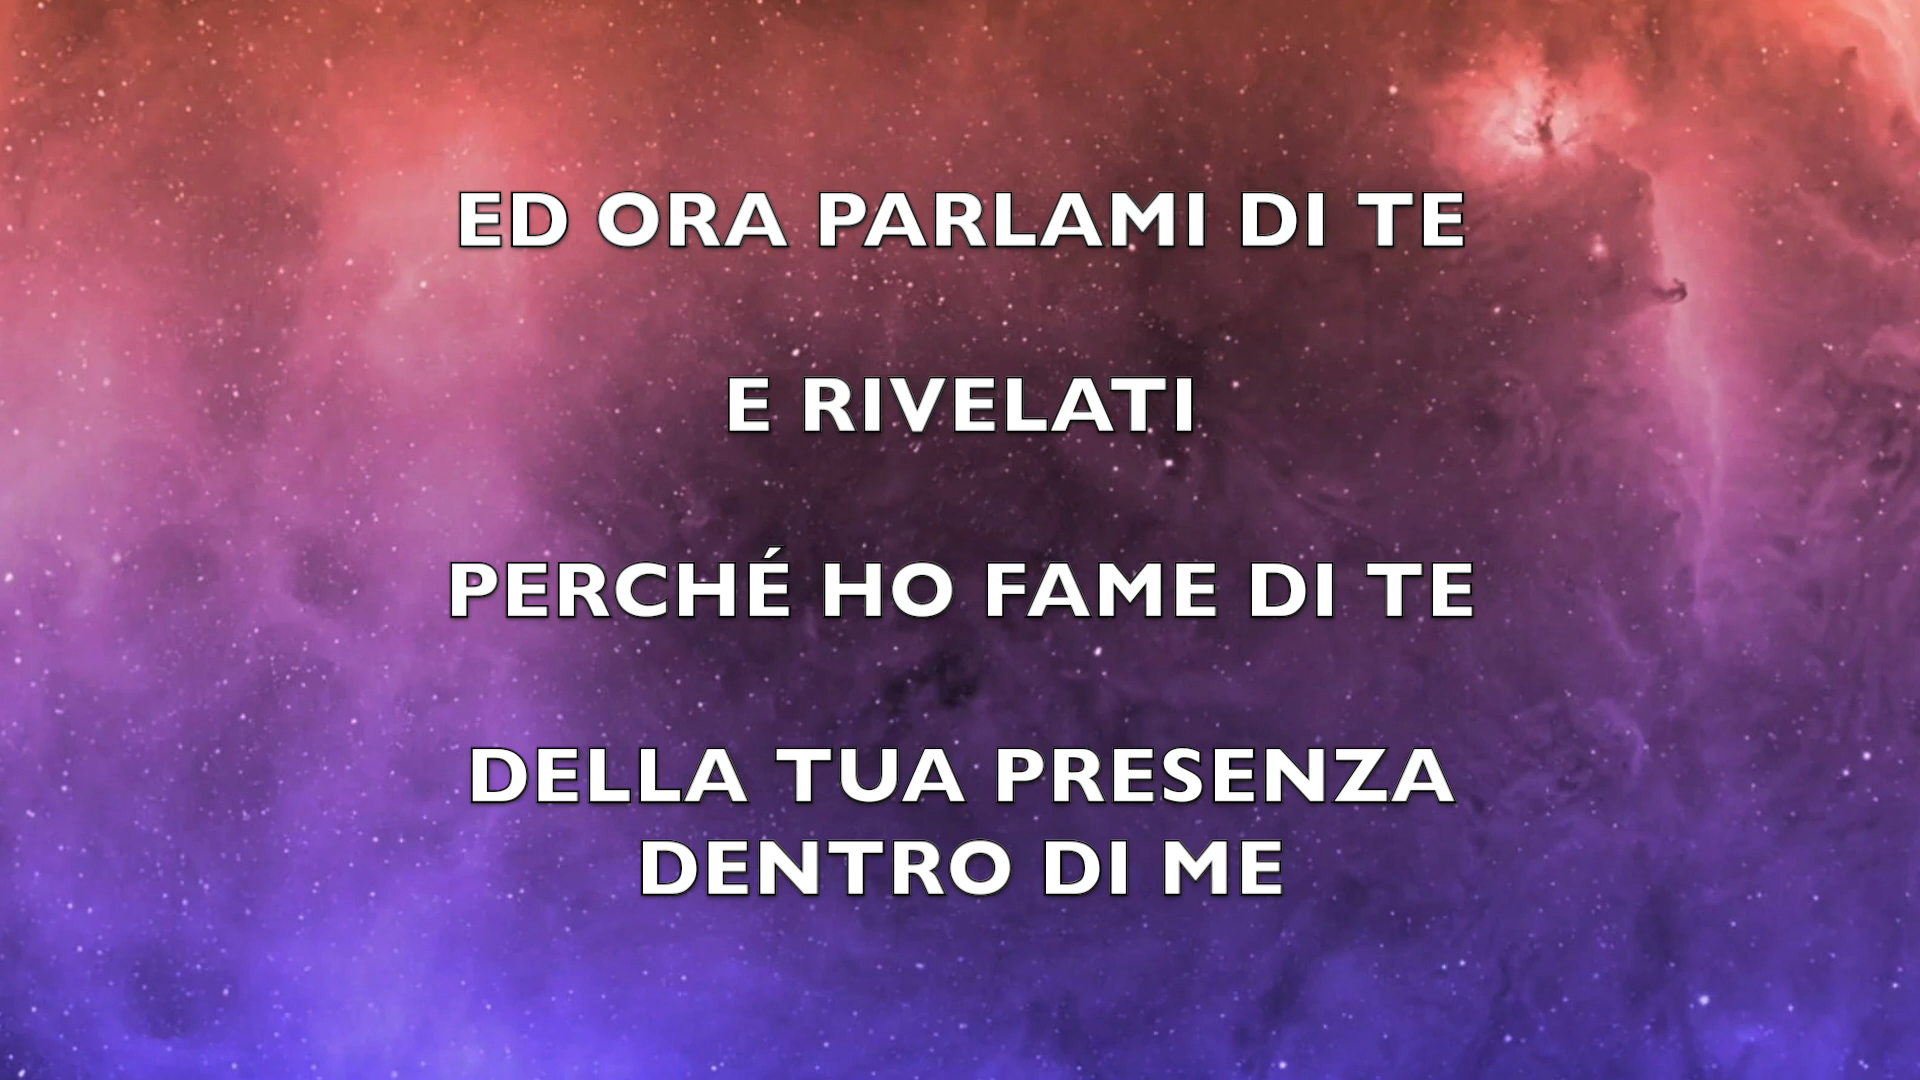 ED ORA PARLAMI DI TE
E RIVELATI
PERCHÉ HO FAME DI TE
DELLA TUA PRESENZA
DENTRO DI ME